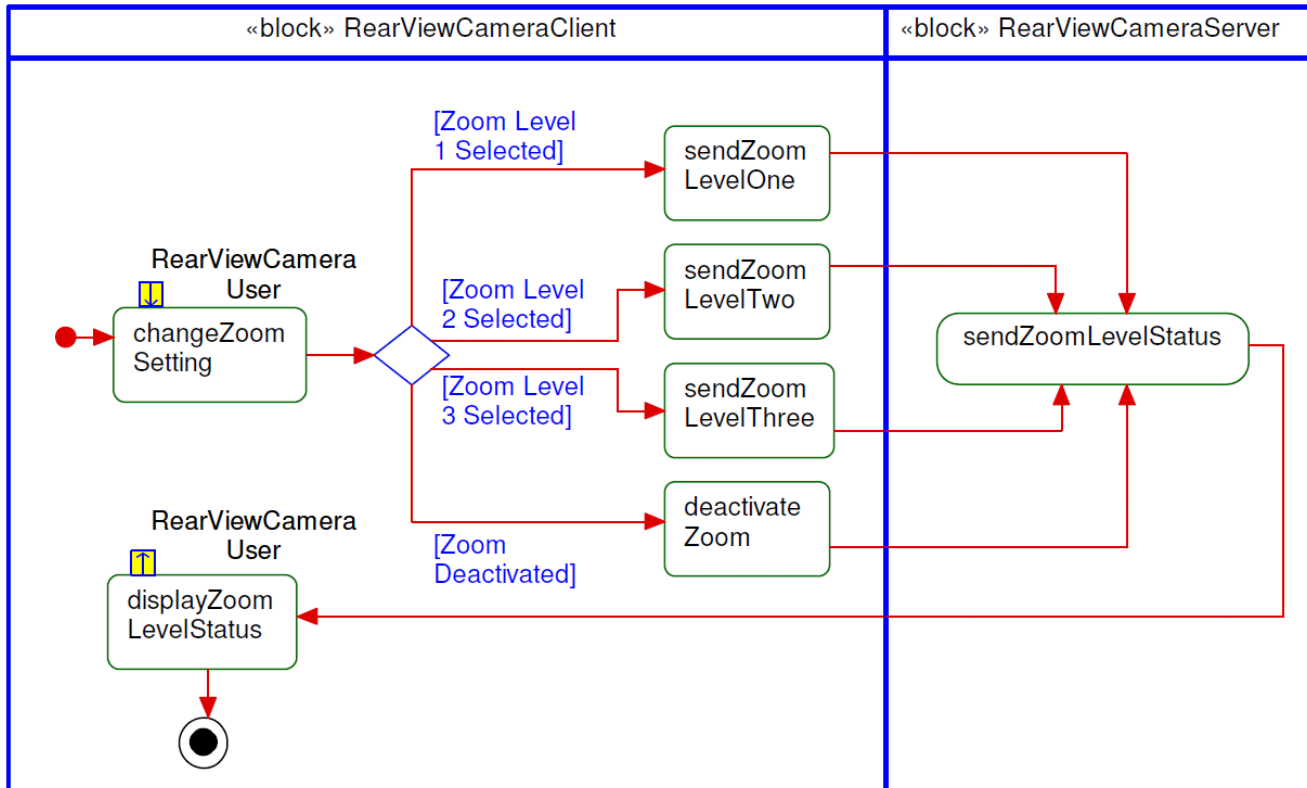 «block» RearViewCameraClient
«block» RearViewCameraServer
[Zoom Level
1 Selected]
sendZoom
LevelOne
RearViewCamera
User
changeZoom
Setting
[Zoom Level
2 Selected]
sendZoom
LevelTwo
sendZoomLevelStatus
[Zoom Level
3 Selected]
sendZoom
LevelThree
deactivate
Zoom
[Zoom
Deactivated]
RearViewCamera
User
displayZoom
LevelStatus